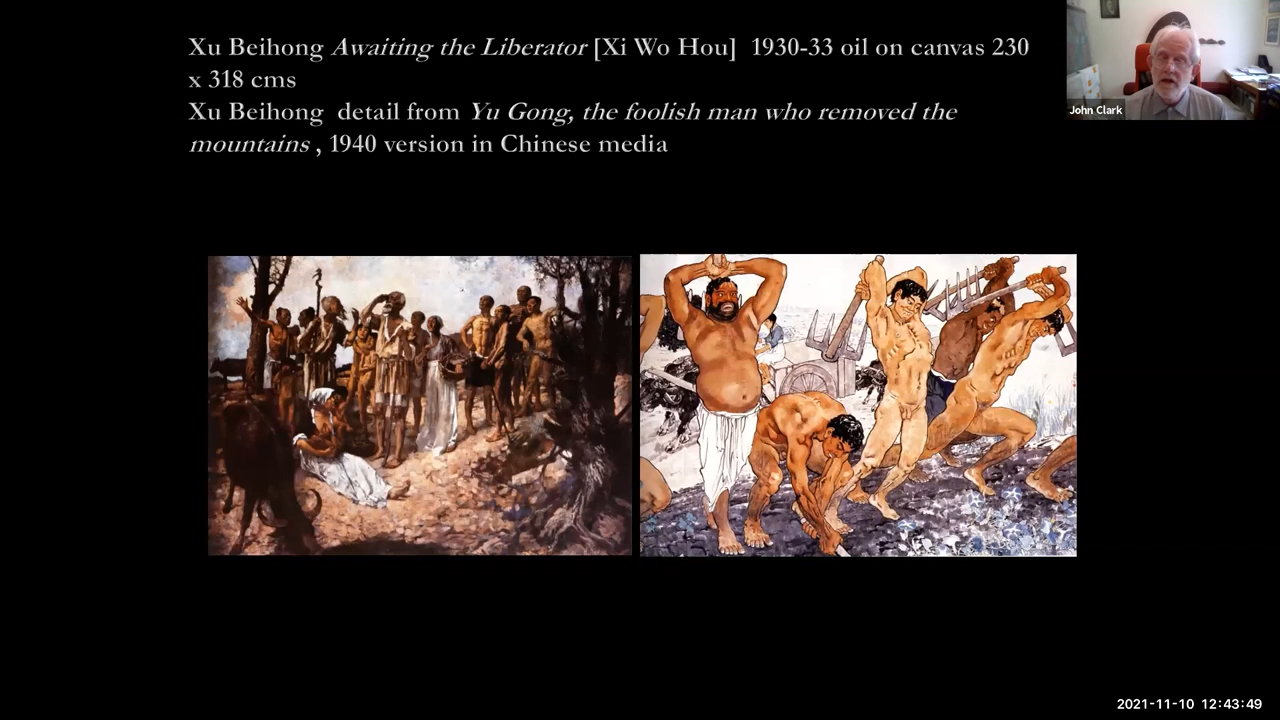 Xu Beihong Awaiting the Liberator [Xi Wo Hou]  1930-33 oil on canvas 230
x 318 cms
Xu Beihong  detail from Yu Gong, the foolish man who removed the
mountains , 1940 version in Chinese media
John Clark
2021-11-10 12:43:49